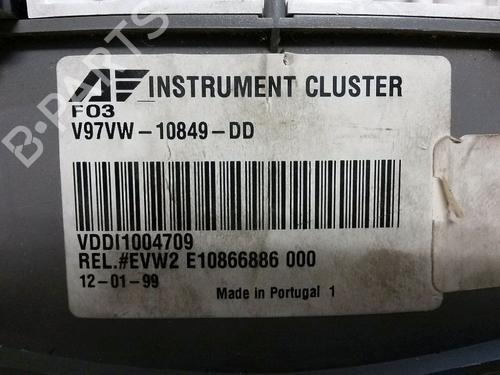 AF INSTRUMENT CLUSTER
F03
V97VW-10849-DD
VDDI1004709
REL.#EVW2 E10866886 000
12-01-99
Made in Portugal 1
B-PARTS